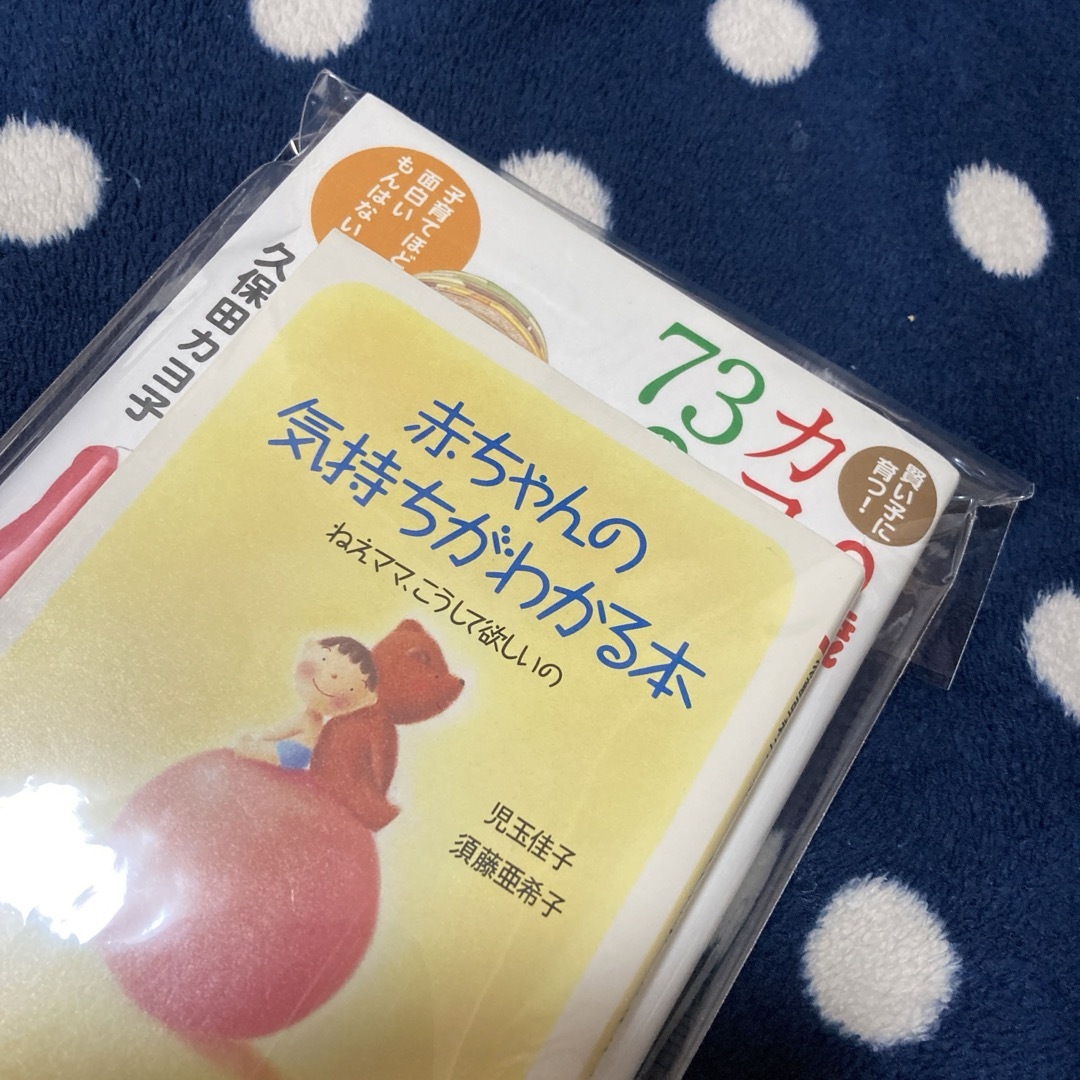 赤ちゃんの
気持ちがわかる本
ねえママ、こうして欲しいの
児玉佳子
須藤亜希子
子育てほど
面白い
もんはない
久保田カヨ子
賢い子に
育つ！
カヨ
73